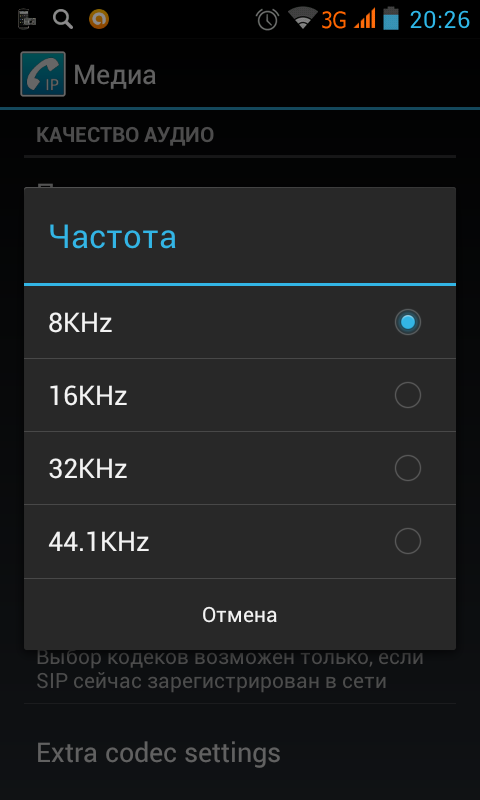 3G 20:26
IP Медиа
КАЧЕСТВО АУДИО
Частота
8KHz
16KHz
32KHz
44.1KHz
Отмена
Выбор кодеков возможен только, если
SIP сейчас зарегистрирован в сети
Extra codec settings